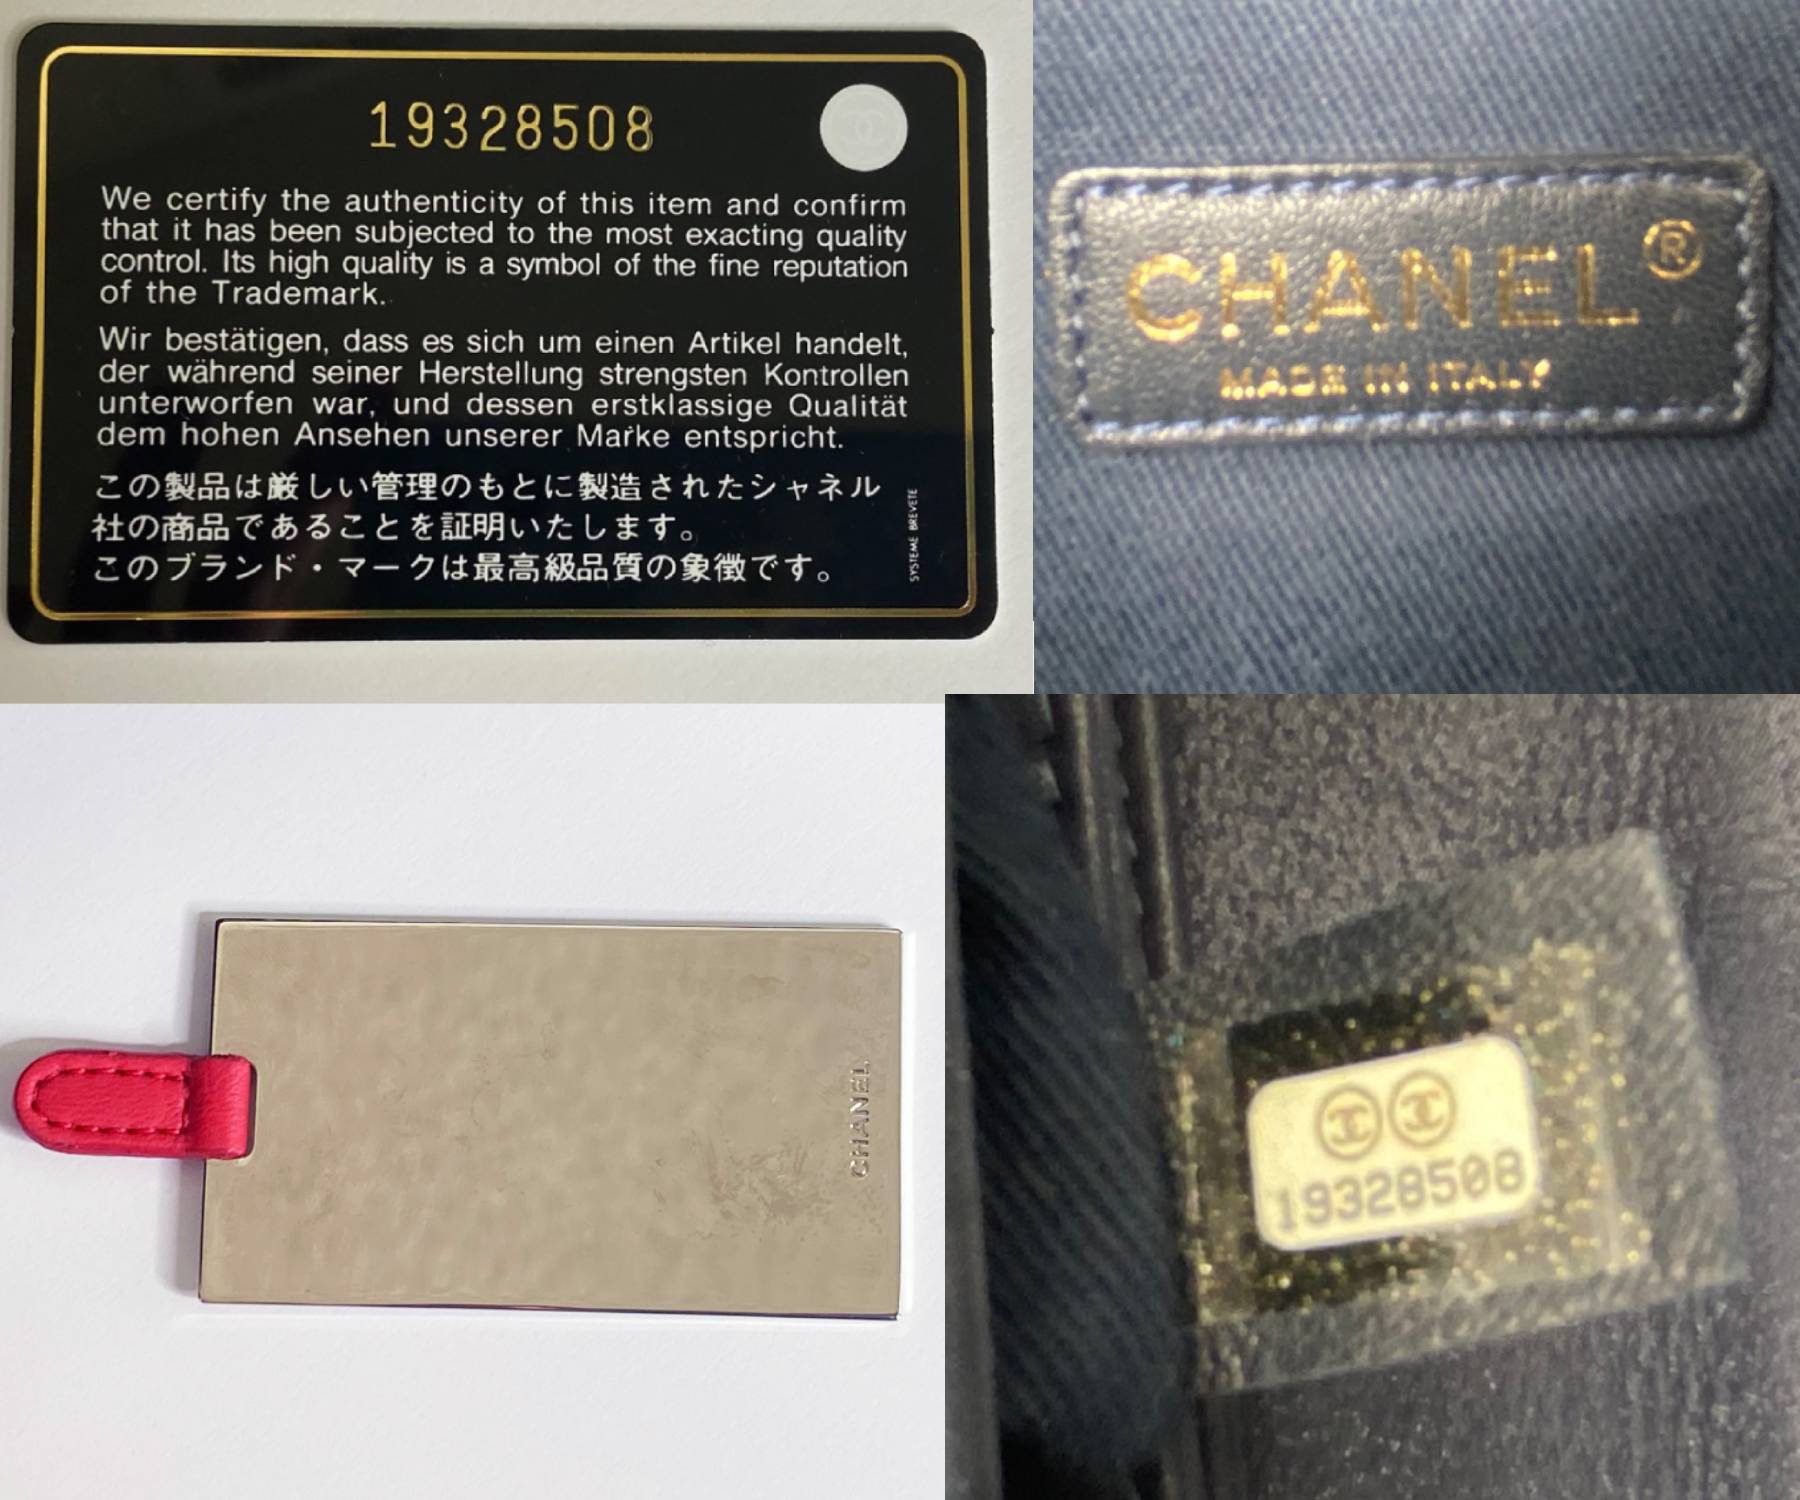 19328508
We certify the authenticity of this item and confirm
that it has been subjected to the most exacting quality
control. Its high quality is a symbol of the fine reputation
of the Trademark.
Wir bestätigen, dass es sich um einen Artikel handelt,
der während seiner Herstellung strengsten Kontrollen
unterworfen war, und dessen erstklassige Qualität
dem hohen Ansehen unserer Marke entspricht.
この製品は厳しい管理のもとに製造されたシャネル
社の商品であることを証明いたします。
このブランド・マークは最高級品質の象徴です。
SYSTEME BREVETE
CHANEL®
MADE IN ITALY
CHANEL
19328508